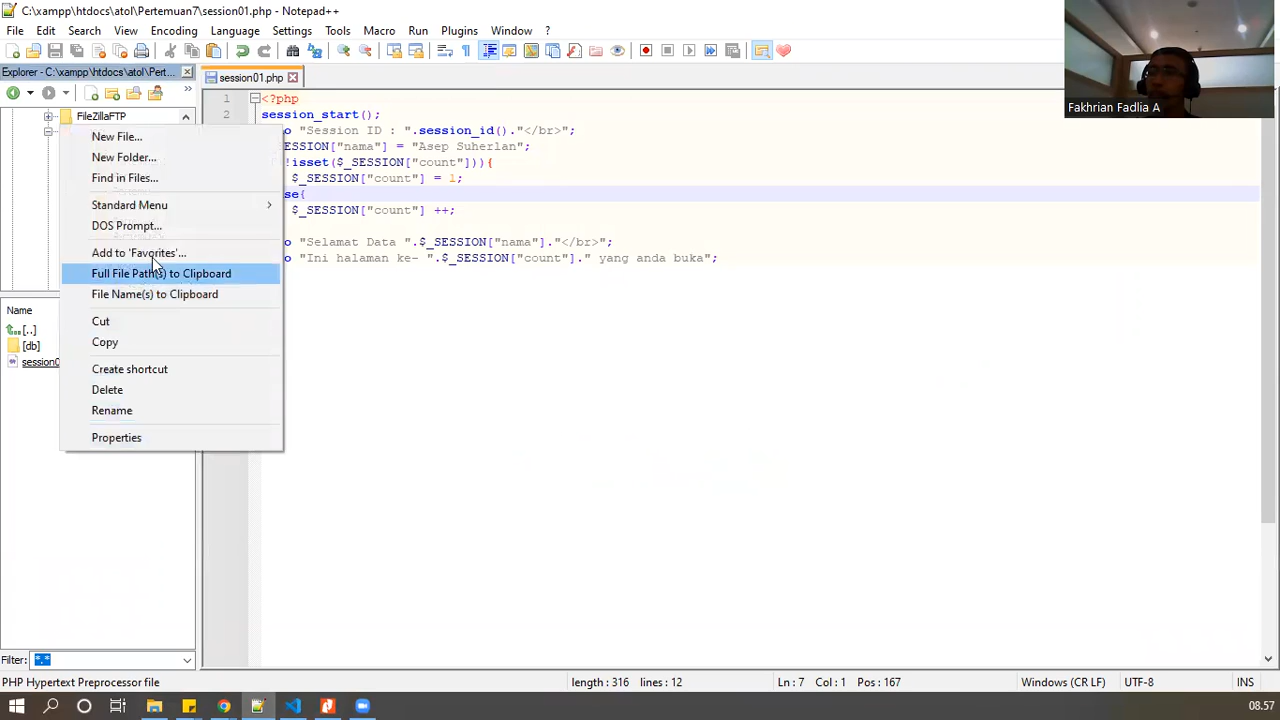 C:\xampp\htdocs\atol\Pertemuan7\session01.php - Notepad++
File Edit Search View Encoding Language Settings Tools Macro Run Plugins Window ?
Explorer - C:\xampp\htdocs\atol\Pert...
session01.php
Fakhrian Fadlia A
FileZillaFTP
New File...
New Folder...
Find in Files...
Standard Menu
DOS Prompt...
Add to 'Favorites'...
Full File Path(s) to Clipboard
File Name(s) to Clipboard
Cut
Copy
Create shortcut
Delete
Rename
Properties
Name
[..]
[db]
session0
1 <?php
2 session_start();
o "Session ID : ".session_id()."</br>";
SESSION["nama"] = "Asep Suherlan";
!isset($_SESSION["count"])){
$_SESSION["count"] = 1;
se{
$_SESSION["count"] ++;
o "Selamat Data ".$_SESSION["nama"]."</br>";
o "Ini halaman ke- ".$_SESSION["count"]." yang anda buka";
Filter: *.*
PHP Hypertext Preprocessor file
length : 316 lines : 12
Ln : 7 Col : 1 Pos : 167
Windows (CR LF)
UTF-8
INS
08.57